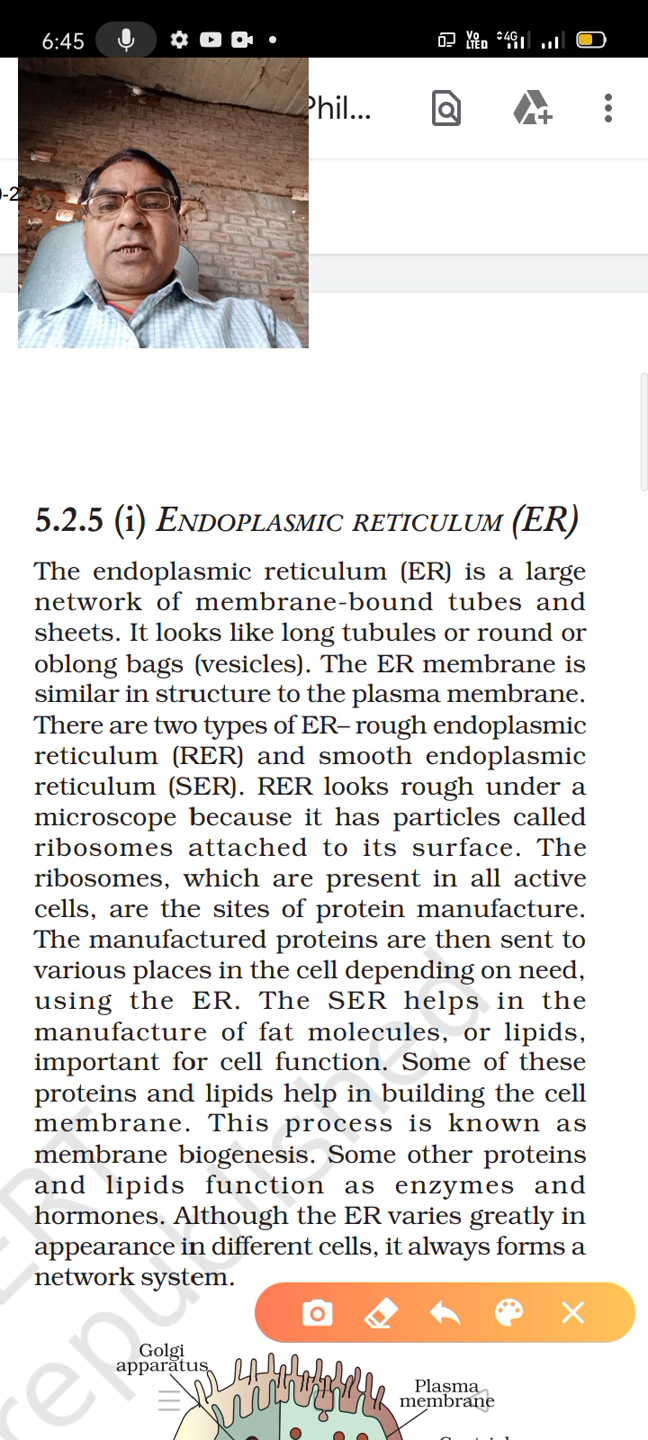 6:45
Vo
LTED
4G
Phil...
5.2.5 (i) ENDOPLASMIC RETICULUM (ER)
The endoplasmic reticulum (ER) is a large
network of membrane-bound tubes and
sheets. It looks like long tubules or round or
oblong bags (vesicles). The ER membrane is
similar in structure to the plasma membrane.
There are two types of ER– rough endoplasmic
reticulum (RER) and smooth endoplasmic
reticulum (SER). RER looks rough under a
microscope because it has particles called
ribosomes attached to its surface. The
ribosomes, which are present in all active
cells, are the sites of protein manufacture.
The manufactured proteins are then sent to
various places in the cell depending on need,
using the ER. The SER helps in the
manufacture of fat molecules, or lipids,
important for cell function. Some of these
proteins and lipids help in building the cell
membrane. This process is known as
membrane biogenesis. Some other proteins
and lipids function as enzymes and
hormones. Although the ER varies greatly in
appearance in different cells, it always forms a
network system.
Golgi
apparatus
Plasma
membrane
republished